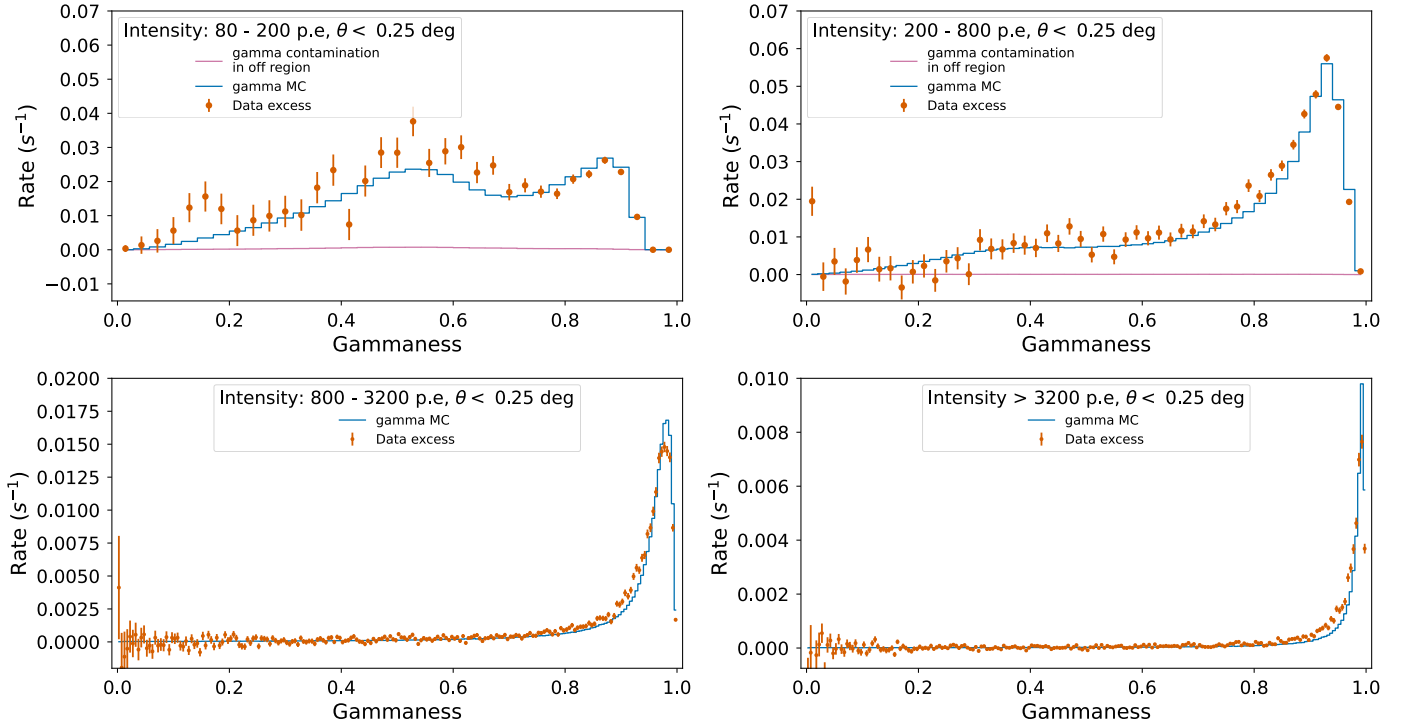 Intensity: 80 - 200 p.e, θ < 0.25 deg
gamma contamination
in off region
gamma MC
Data excess
Rate (s⁻¹)
0.07
0.06
0.05
0.04
0.03
0.02
0.01
0.00
−0.01
0.0 0.2 0.4 0.6 0.8 1.0
Gammaness
Intensity: 200 - 800 p.e, θ < 0.25 deg
gamma contamination
in off region
gamma MC
Data excess
Rate (s⁻¹)
0.07
0.06
0.05
0.04
0.03
0.02
0.01
0.00
0.0 0.2 0.4 0.6 0.8 1.0
Gammaness
Intensity: 800 - 3200 p.e, θ < 0.25 deg
gamma MC
Data excess
Rate (s⁻¹)
0.0200
0.0175
0.0150
0.0125
0.0100
0.0075
0.0050
0.0025
0.0000
0.0 0.2 0.4 0.6 0.8 1.0
Gammaness
Intensity > 3200 p.e, θ < 0.25 deg
gamma MC
Data excess
Rate (s⁻¹)
0.010
0.008
0.006
0.004
0.002
0.000
0.0 0.2 0.4 0.6 0.8 1.0
Gammaness